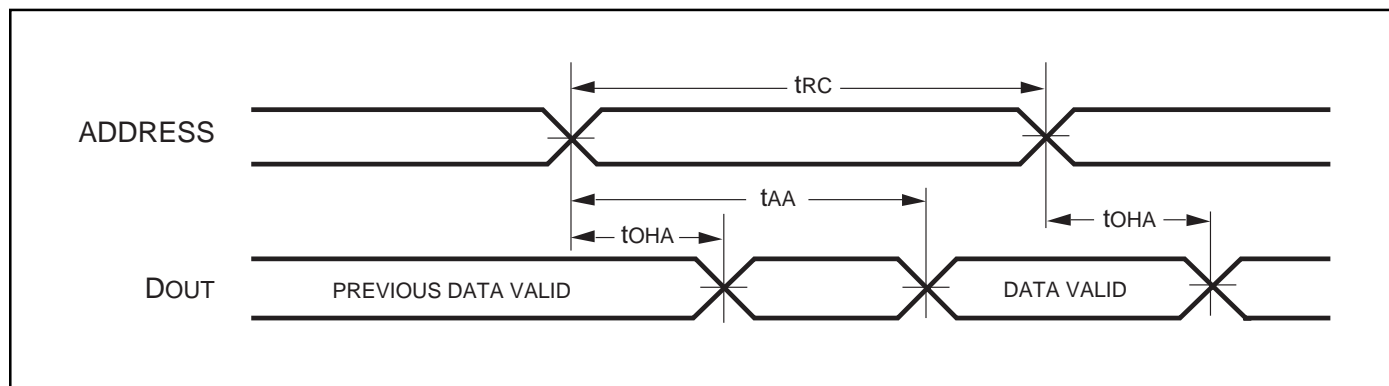 tRC
ADDRESS
tAA
tOHA
tOHA
DOUT
PREVIOUS DATA VALID
DATA VALID